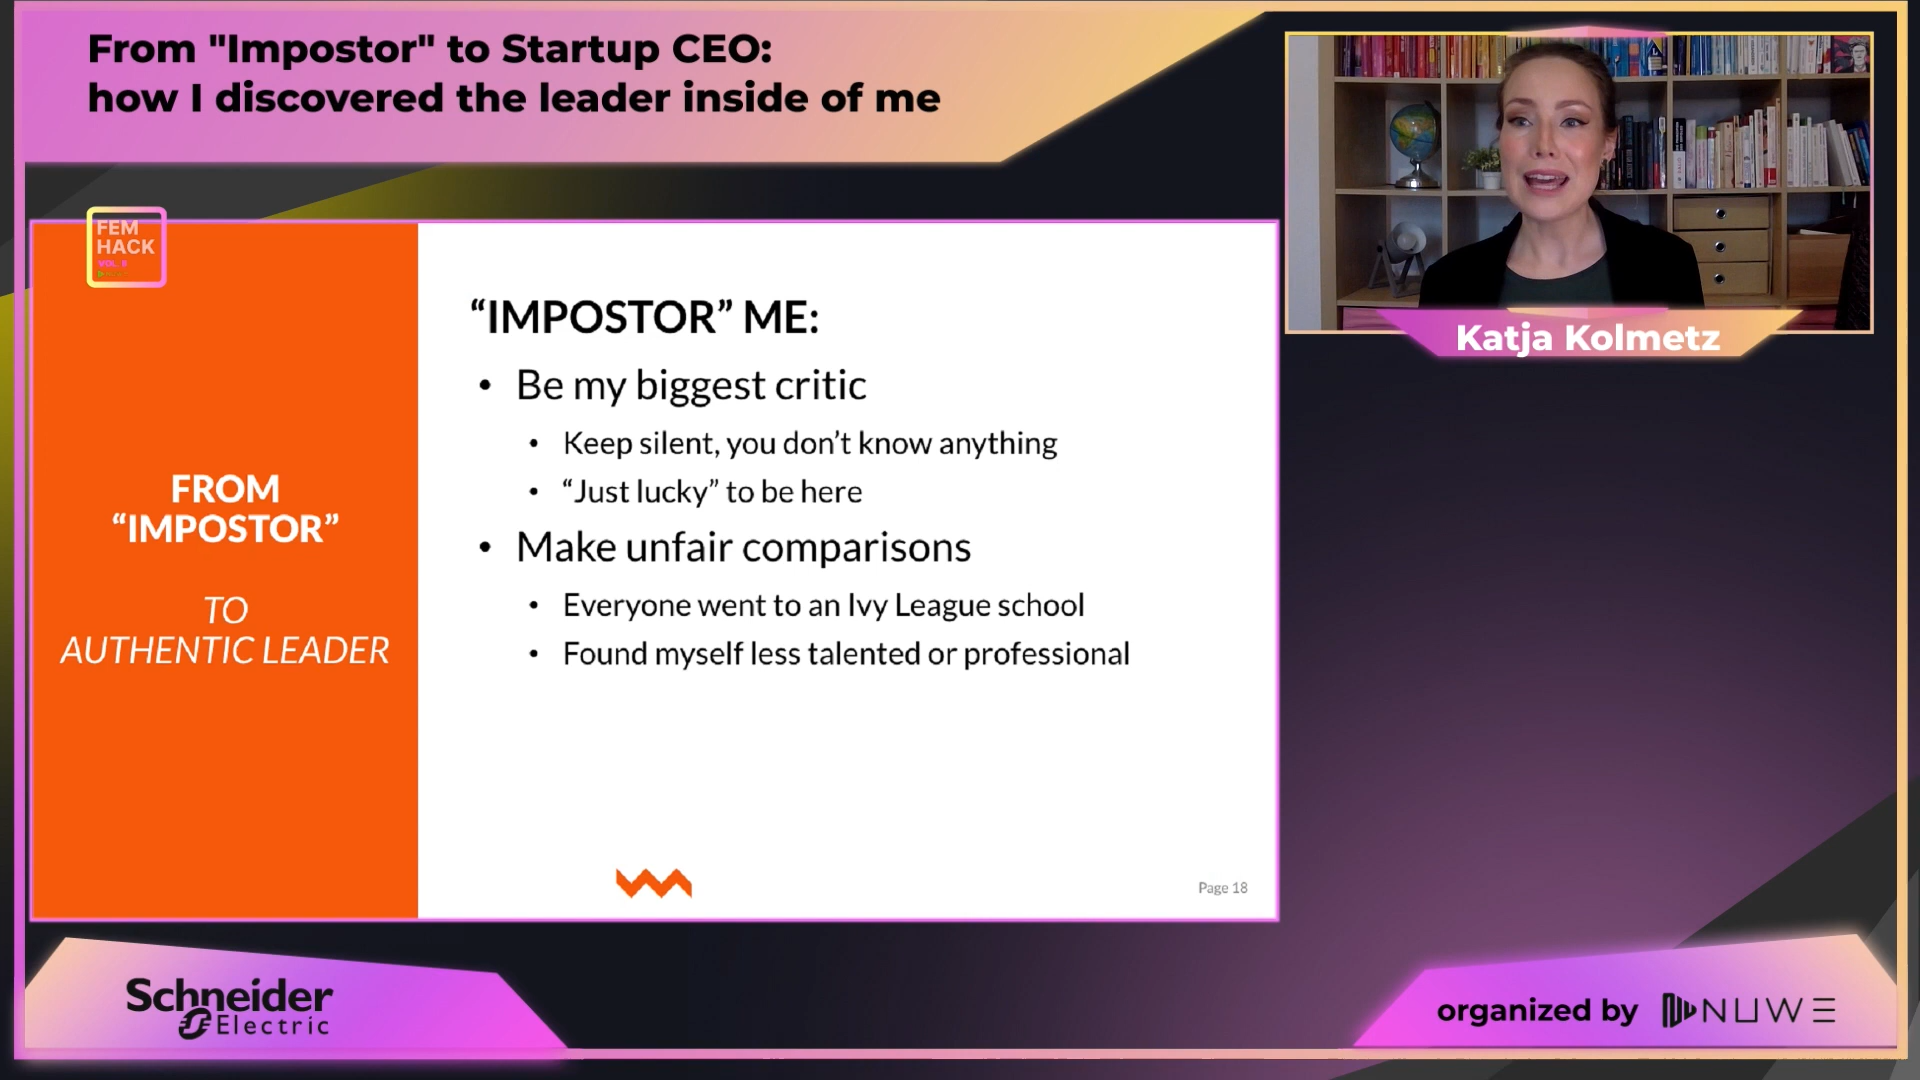 From "Impostor" to Startup CEO:
how I discovered the leader inside of me
FEM
HACK
FROM
“IMPOSTOR”
TO
AUTHENTIC LEADER
“IMPOSTOR” ME:
• Be my biggest critic
• Keep silent, you don’t know anything
• “Just lucky” to be here
• Make unfair comparisons
• Everyone went to an Ivy League school
• Found myself less talented or professional
Page 18
Katja Kolmetz
Schneider
Electric
organized by NUWE